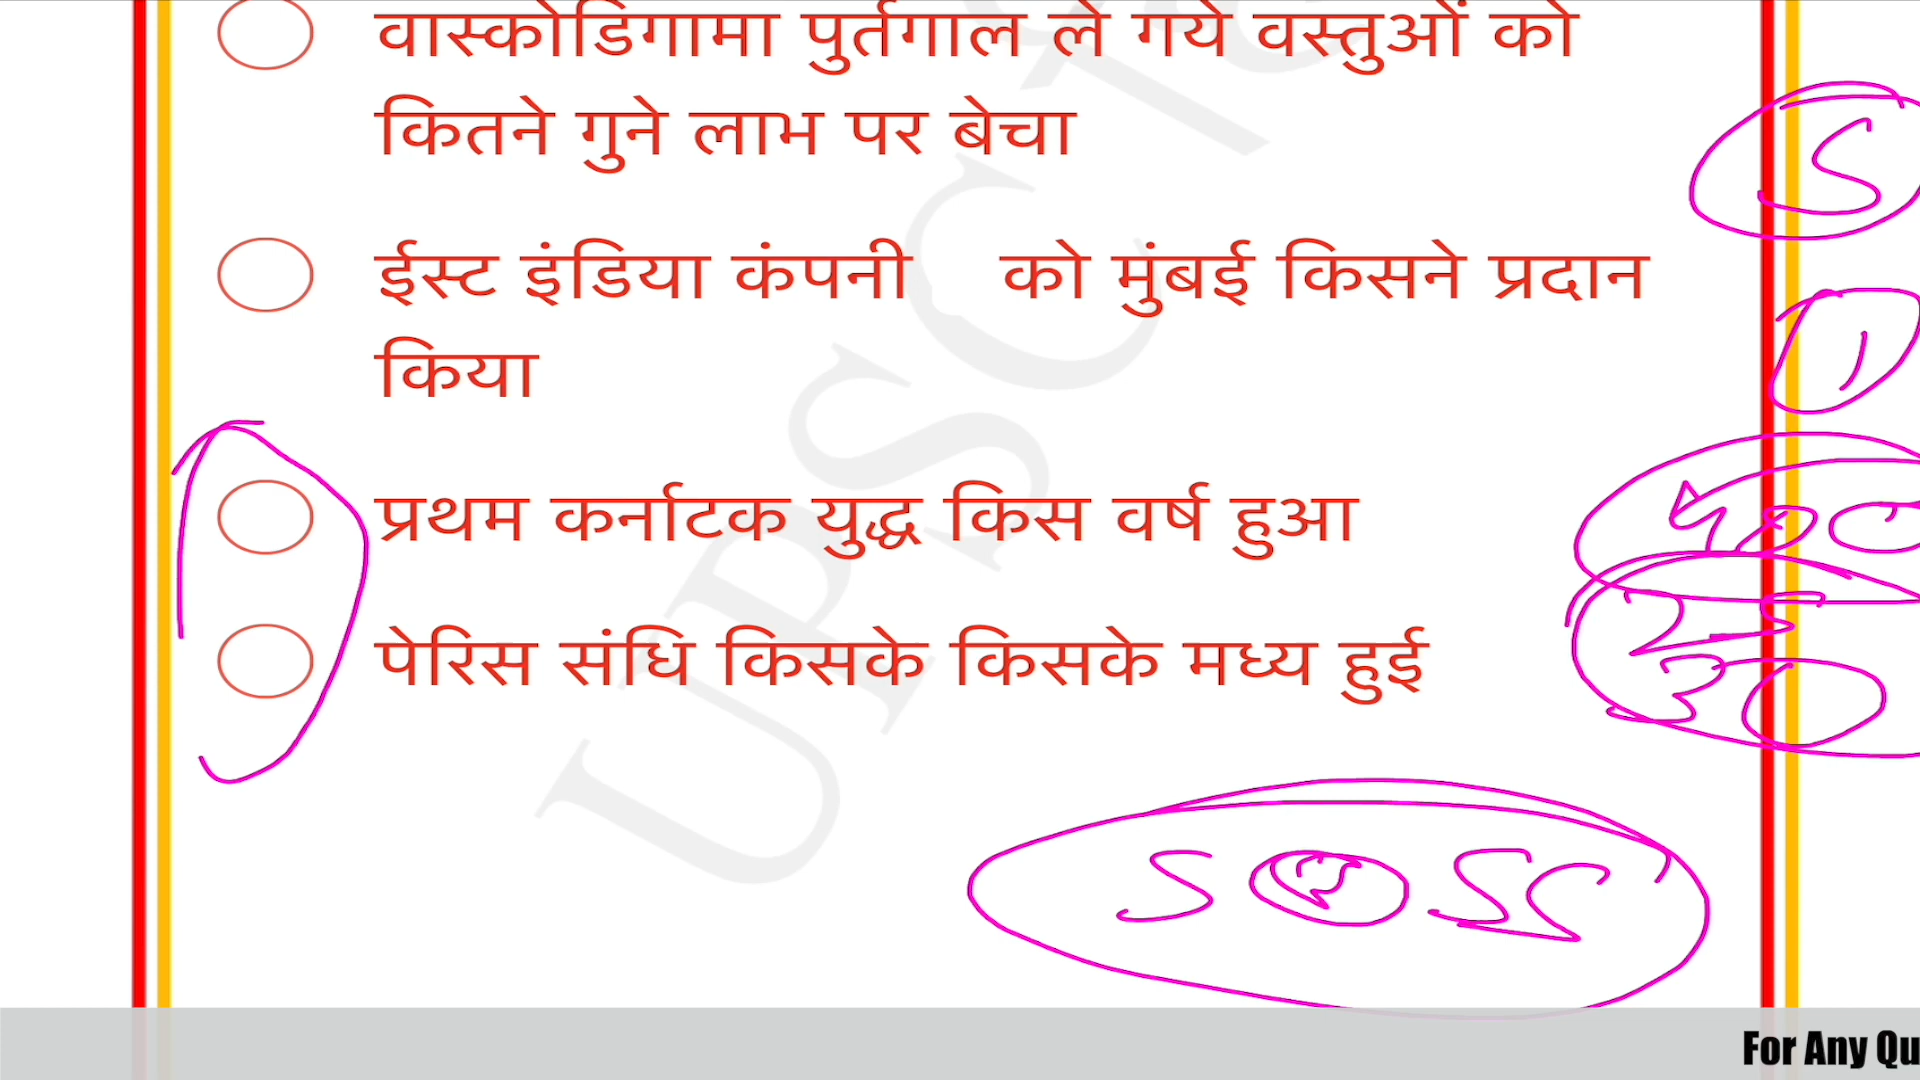 वास्कोडिगामा पुर्तगाल ले गये वस्तुओं को
कितने गुने लाभ पर बेचा
ईस्ट इंडिया कंपनी को मुंबई किसने प्रदान
किया
प्रथम कर्नाटक युद्ध किस वर्ष हुआ
पेरिस संधि किसके किसके मध्य हुई
UPSC
For Any Qu